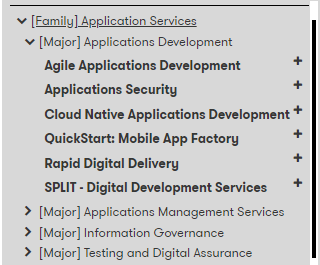 [Family] Application Services
[Major] Applications Development
Agile Applications Development +
Applications Security +
Cloud Native Applications Development +
QuickStart: Mobile App Factory +
Rapid Digital Delivery +
SPLIT - Digital Development Services +
[Major] Applications Management Services
[Major] Information Governance
[Major] Testing and Digital Assurance